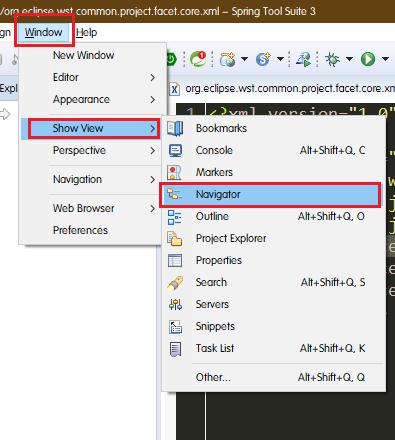 /org.eclipse.wst.common.project.facet.core.xml - Spring Tool Suite 3
gn Window Help
New Window
Editor
Appearance
Show View
Perspective
Navigation
Web Browser
Preferences
Expl
org.eclipse.wst.common.project.facet.core.xm
1 <?xml version="1.0"
Bookmarks
Console Alt+Shift+Q, C
Markers
Navigator
Outline Alt+Shift+Q, O
Project Explorer
Properties
Search Alt+Shift+Q, S
Servers
Snippets
Task List Alt+Shift+Q, K
Other... Alt+Shift+Q, Q